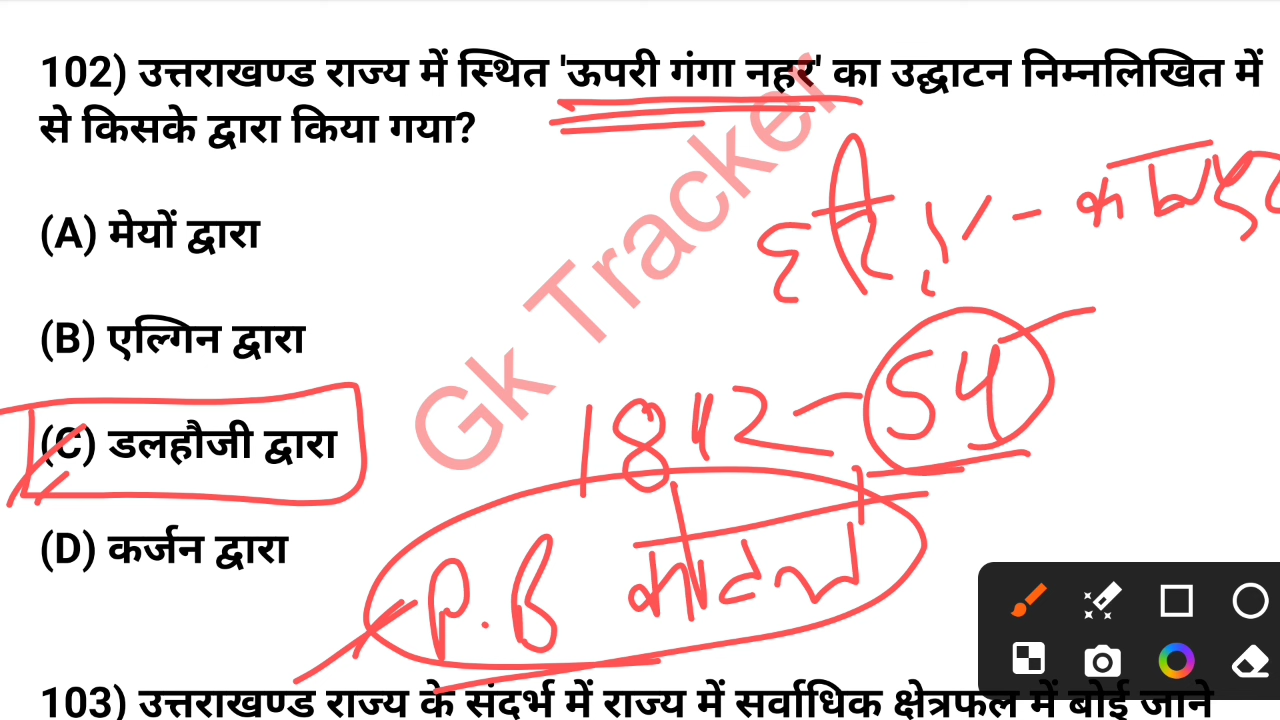 102) उत्तराखण्ड राज्य में स्थित 'ऊपरी गंगा नहर' का उद्घाटन निम्नलिखित में
से किसके द्वारा किया गया?
(A) मेयों द्वारा
(B) एल्गिन द्वारा
(C) डलहौजी द्वारा
(D) कर्जन द्वारा
1842-54
P.B
Gk Tracker
103) उत्तराखण्ड राज्य के संदर्भ में राज्य में सर्वाधिक क्षेत्रफल में बोई जाने